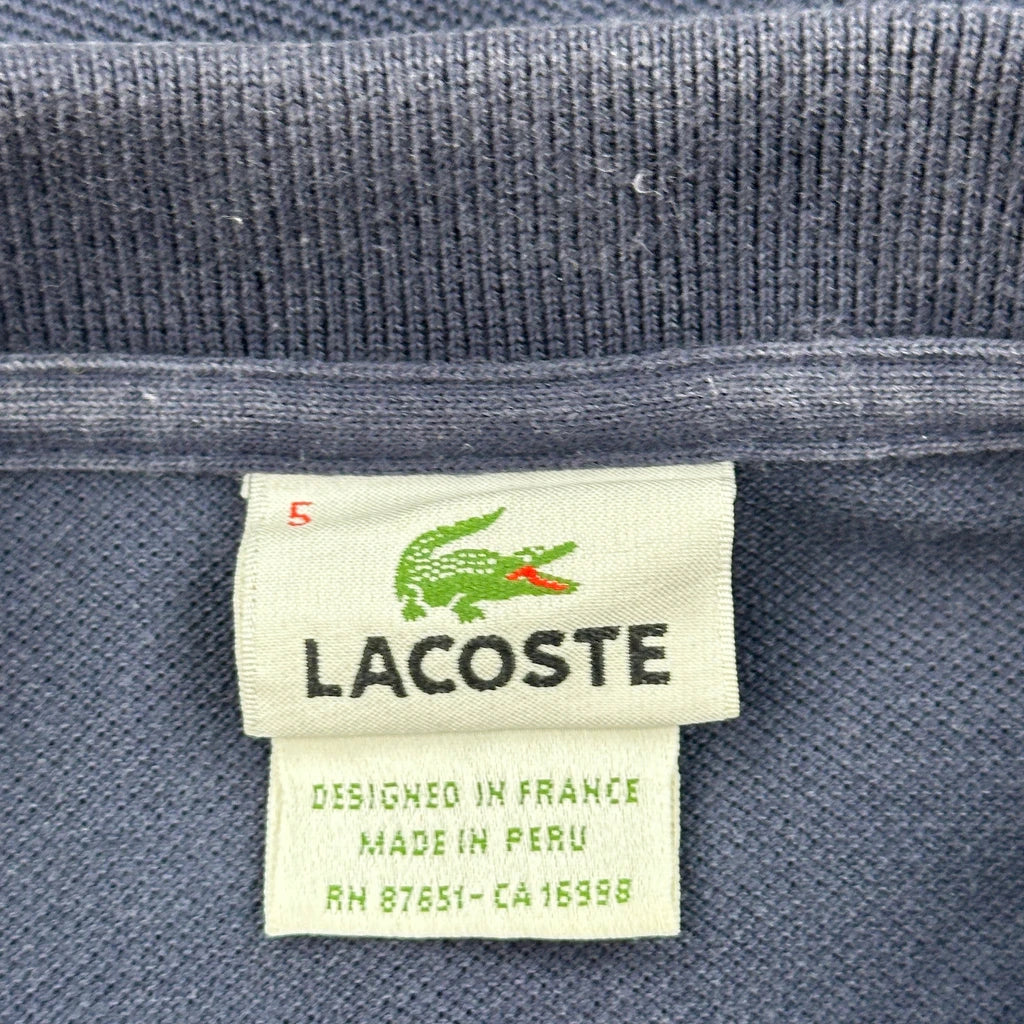 5
LACOSTE
DESIGNED IN FRANCE
MADE IN PERU
RN 87651 - CA 16998